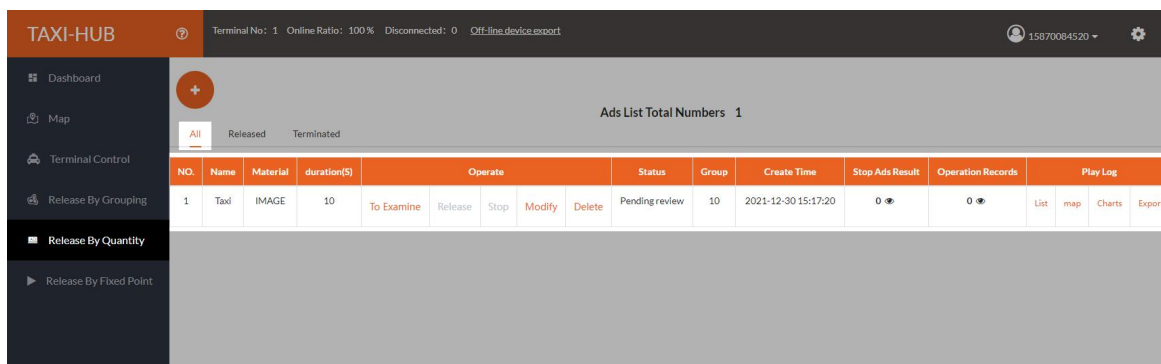 TAXI-HUB
Terminal No: 1 Online Ratio: 100 % Disconnected: 0 Off-line device export
15870084520
Dashboard
Map
Terminal Control
Release By Grouping
Release By Quantity
Release By Fixed Point
+
Ads List Total Numbers 1
All Released Terminated
NO. Name Material duration(S) Operate Status Group Create Time Stop Ads Result Operation Records Play Log
1 Taxi IMAGE 10 To Examine Release Stop Modify Delete Pending review 10 2021-12-30 15:17:20 0 0 List map Charts Expor